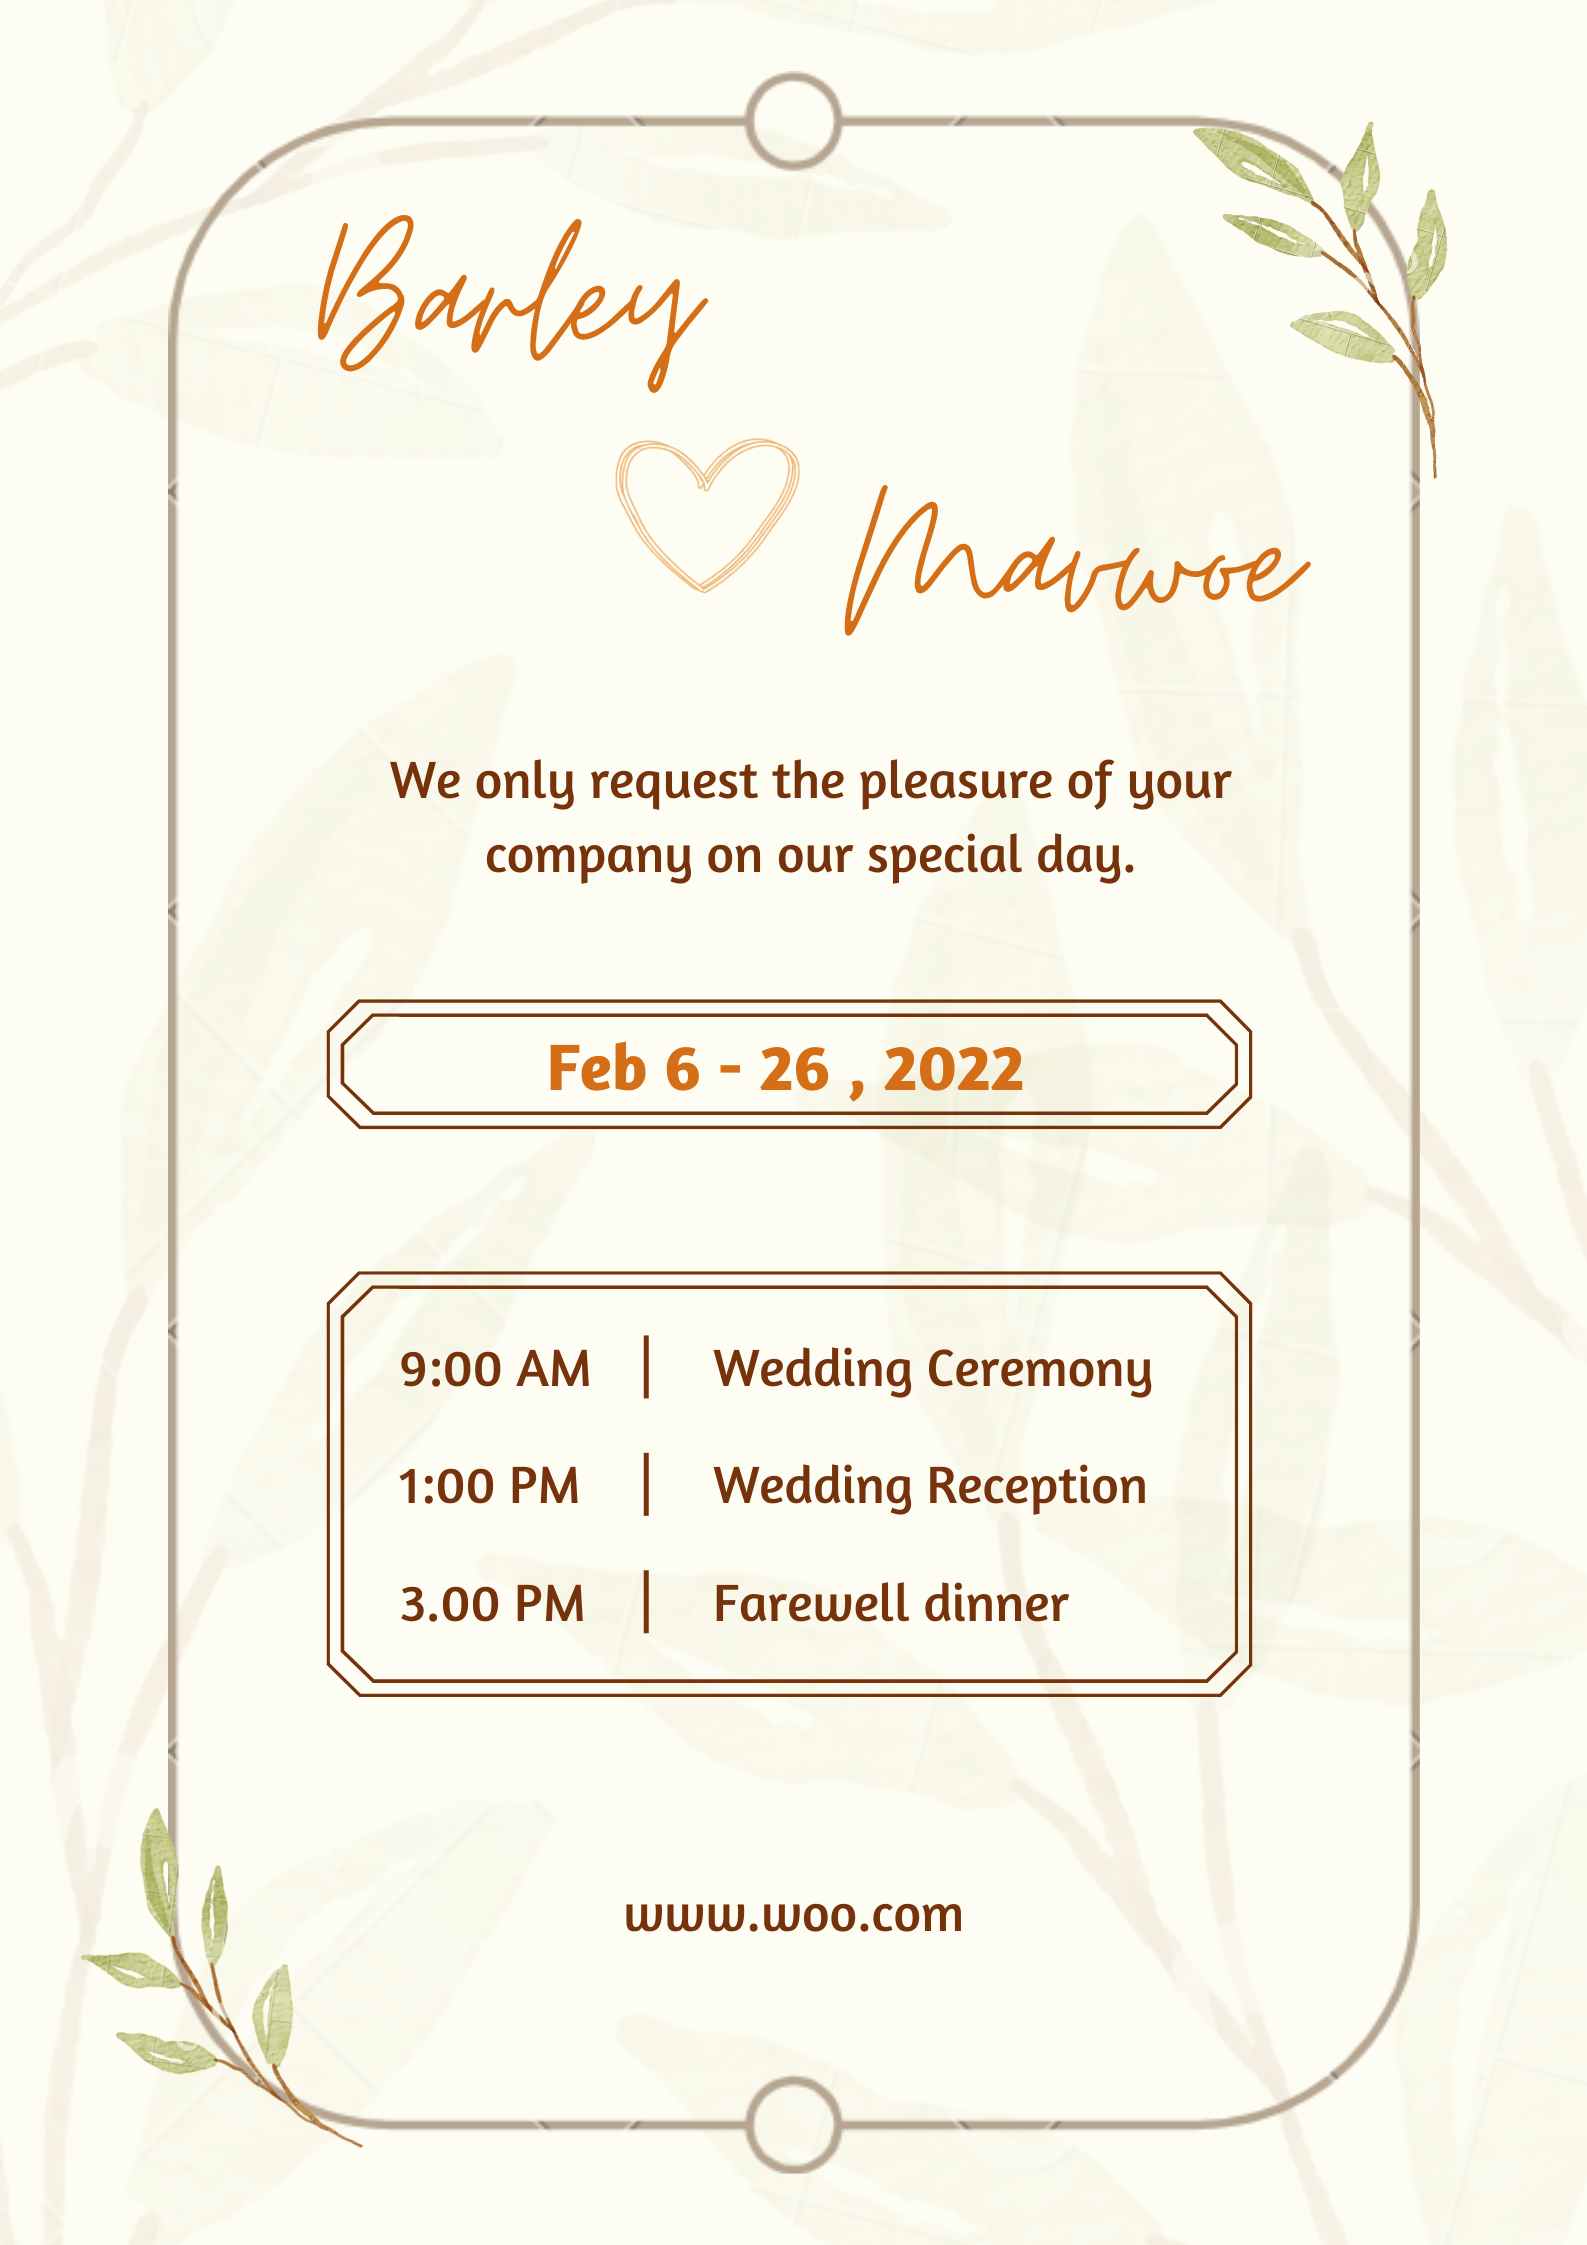 Barley
Mavwoe
We only request the pleasure of your
company on our special day.
Feb 6 - 26 , 2022
9:00 AM | Wedding Ceremony
1:00 PM | Wedding Reception
3.00 PM | Farewell dinner
www.woo.com